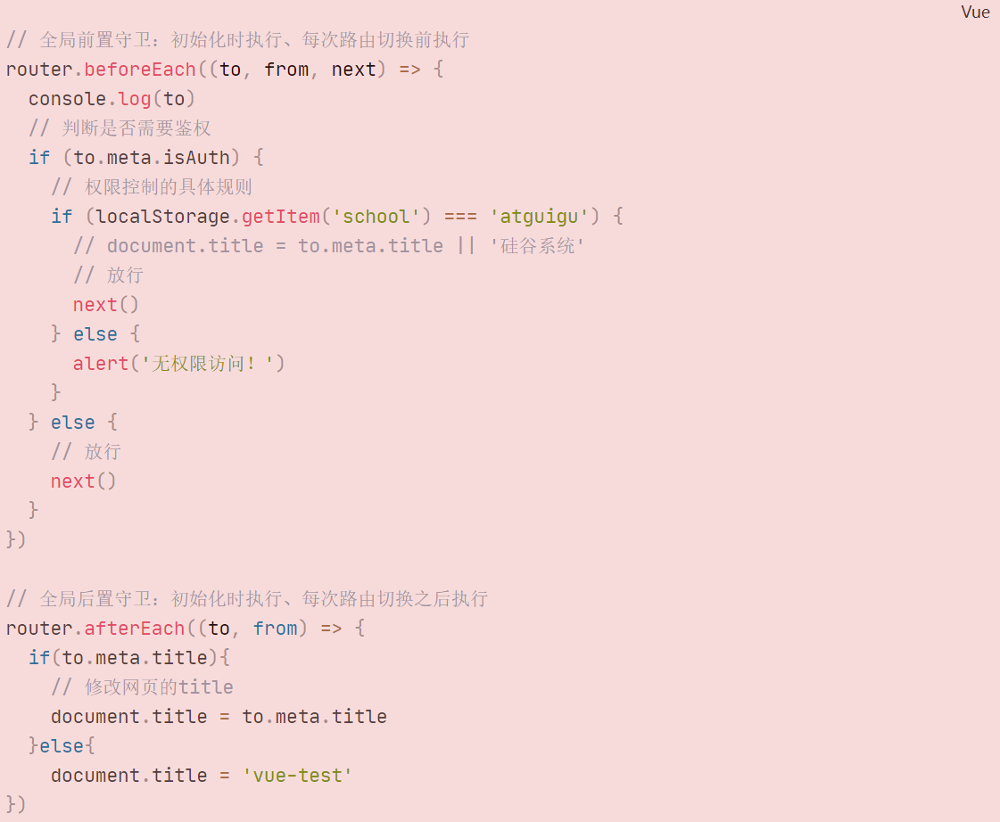 Vue
// 全局前置守卫：初始化时执行、每次路由切换前执行
router.beforeEach((to, from, next) => {
  console.log(to)
  // 判断是否需要鉴权
  if (to.meta.isAuth) {
    // 权限控制的具体规则
    if (localStorage.getItem('school') === 'atguigu') {
      // document.title = to.meta.title || '硅谷系统'
      // 放行
      next()
    } else {
      alert('无权限访问！')
    }
  } else {
    // 放行
    next()
  }
})

// 全局后置守卫：初始化时执行、每次路由切换之后执行
router.afterEach((to, from) => {
  if(to.meta.title){
    // 修改网页的title
    document.title = to.meta.title
  }else{
    document.title = 'vue-test'
})